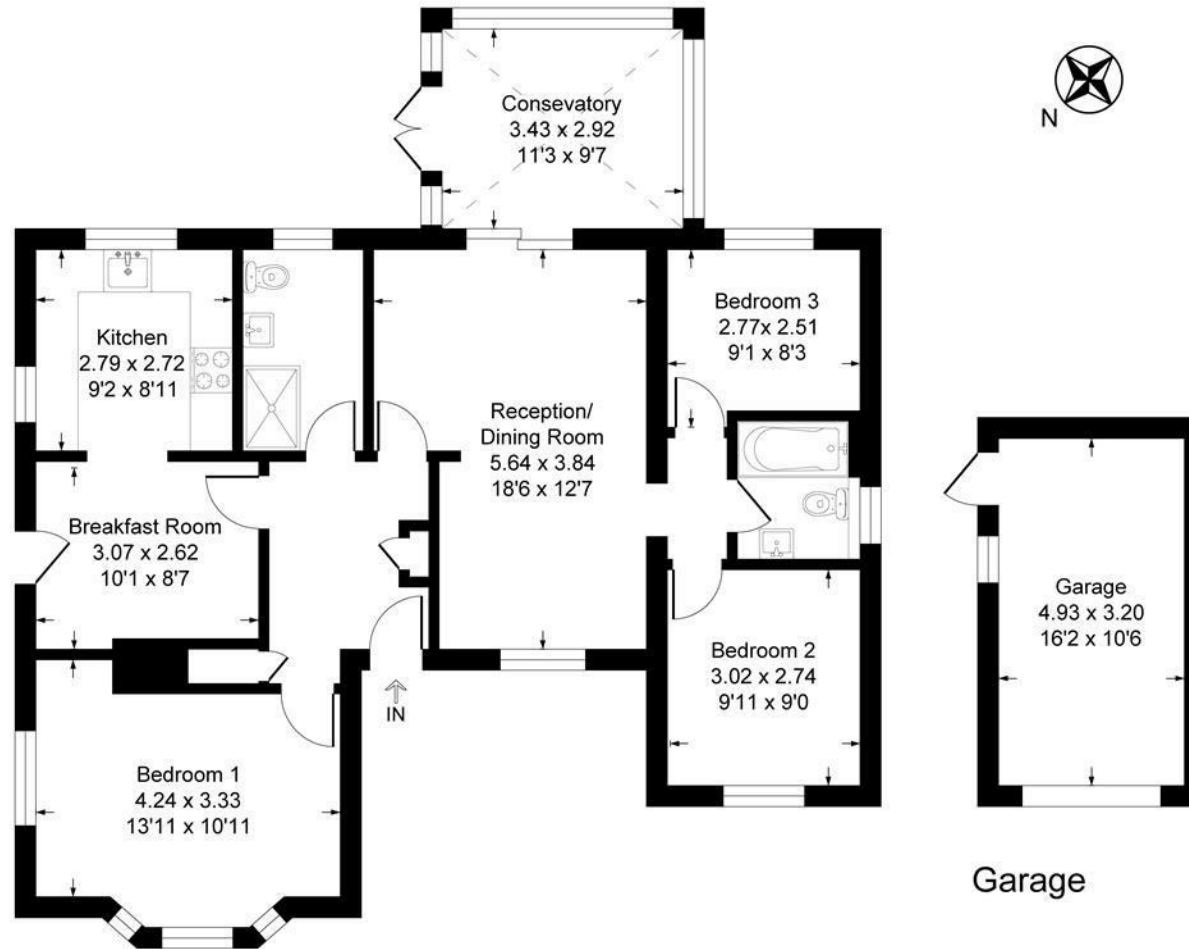 Consevatory
3.43 x 2.92
11'3 x 9'7
N
Kitchen
2.79 x 2.72
9'2 x 8'11
Bedroom 3
2.77x 2.51
9'1 x 8'3
Reception/
Dining Room
5.64 x 3.84
18'6 x 12'7
Breakfast Room
3.07 x 2.62
10'1 x 8'7
Garage
4.93 x 3.20
16'2 x 10'6
Bedroom 2
3.02 x 2.74
9'11 x 9'0
IN
Bedroom 1
4.24 x 3.33
13'11 x 10'11
Garage